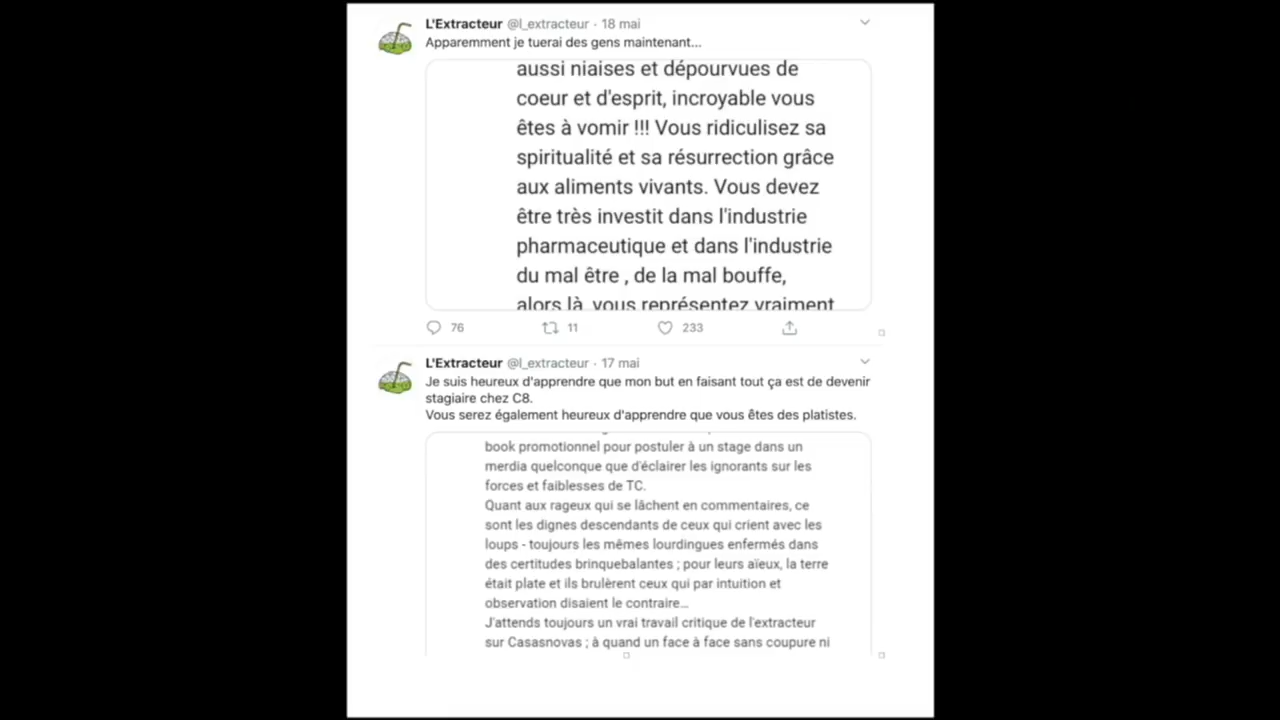 L'Extracteur @l_extracteur · 18 mai
Apparemment je tuerai des gens maintenant...
aussi niaises et dépourvues de
coeur et d'esprit, incroyable vous
êtes à vomir !!! Vous ridiculisez sa
spiritualité et sa résurrection grâce
aux aliments vivants. Vous devez
être très investit dans l'industrie
pharmaceutique et dans l'industrie
du mal être , de la mal bouffe,
alors là, vous représentez vraiment
76 11 233
L'Extracteur @l_extracteur · 17 mai
Je suis heureux d'apprendre que mon but en faisant tout ça est de devenir
stagiaire chez C8.
Vous serez également heureux d'apprendre que vous êtes des platistes.
book promotionnel pour postuler à un stage dans un
merdia quelconque que d'éclairer les ignorants sur les
forces et faiblesses de TC.
Quant aux rageux qui se lâchent en commentaires, ce
sont les dignes descendants de ceux qui crient avec les
loups - toujours les mêmes lourdingues enfermés dans
des certitudes brinquebalantes ; pour leurs aïeux, la terre
était plate et ils brulèrent ceux qui par intuition et
observation disaient le contraire...
J'attends toujours un vrai travail critique de l'extracteur
sur Casasnovas ; à quand un face à face sans coupure ni